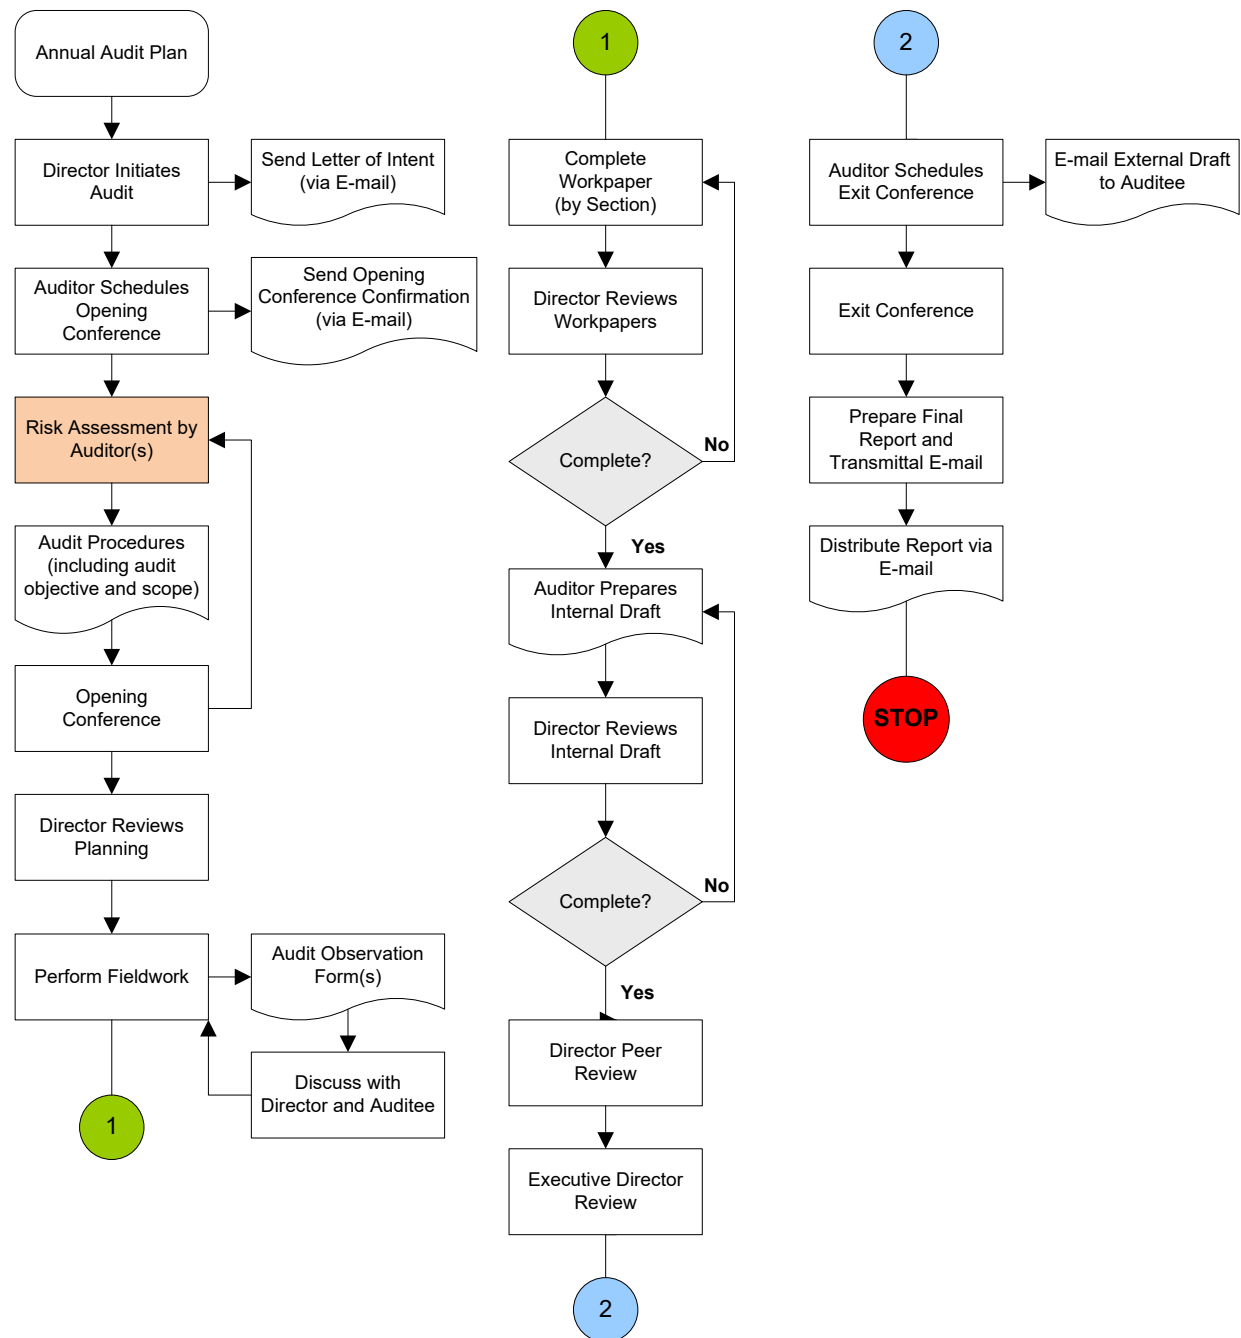 Annual Audit Plan
Director Initiates
Audit
Send Letter of Intent
(via E-mail)
Auditor Schedules
Opening
Conference
Send Opening
Conference Confirmation
(via E-mail)
Risk Assessment by
Auditor(s)
Audit Procedures
(including audit
objective and scope)
Opening
Conference
Director Reviews
Planning
Perform Fieldwork
Audit Observation
Form(s)
Discuss with
Director and Auditee
1
1
Complete
Workpaper
(by Section)
Director Reviews
Workpapers
Complete?
No
Yes
Auditor Prepares
Internal Draft
Director Reviews
Internal Draft
Complete?
No
Yes
Director Peer
Review
Executive Director
Review
2
2
Auditor Schedules
Exit Conference
E-mail External Draft
to Auditee
Exit Conference
Prepare Final
Report and
Transmittal E-mail
Distribute Report via
E-mail
STOP